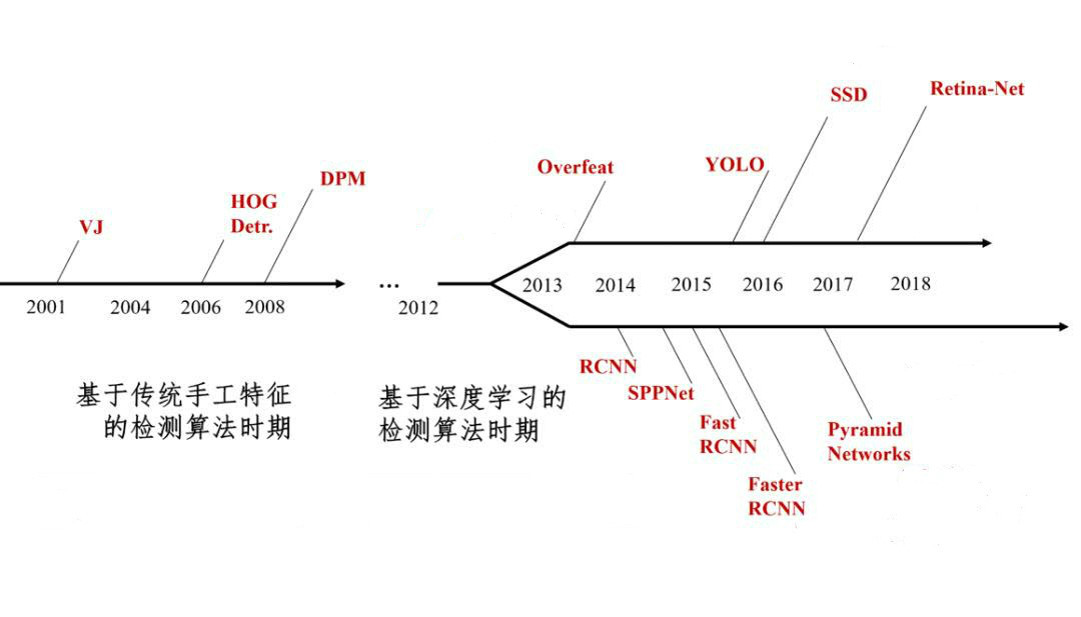 SSD
Retina-Net
Overfeat
YOLO
DPM
HOG
Detr.
VJ
2001
2004
2006
2008
...
2012
2013
2014
2015
2016
2017
2018
RCNN
SPPNet
Fast
RCNN
Faster
RCNN
Pyramid
Networks
基于传统手工特征
的检测算法时期
基于深度学习的
检测算法时期